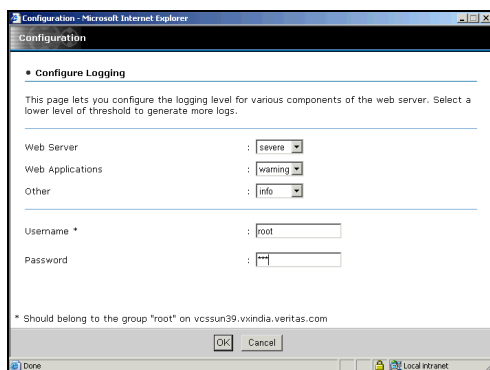 Configuration - Microsoft Internet Explorer
Configuration
• Configure Logging
This page lets you configure the logging level for various components of the web server. Select a
lower level of threshold to generate more logs.
Web Server : severe
Web Applications : warning
Other : info
Username * : root
Password : ***
* Should belong to the group "root" on vcssun39.vxindia.veritas.com
OK Cancel
Done Local intranet